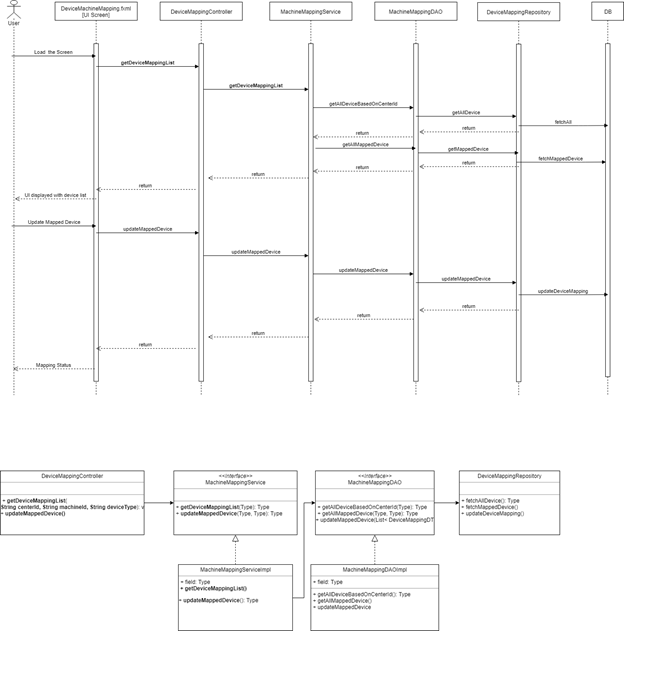 User
DeviceMachineMapping.fxml
[UI Screen]
DeviceMappingController
MachineMappingService
MachineMappingDAO
DeviceMappingRepository
DB
Load the Screen
getDeviceMappingList
getDeviceMappingList
getAllDeviceBasedOnCenterId
getAllDevice
fetchAll
return
return
getAllMappedDevice
getMappedDevice
fetchMappedDevice
return
return
return
return
UI displayed with device list
Update Mapped Device
updateMappedDevice
updateMappedDevice
updateMappedDevice
updateMappedDevice
updateDeviceMapping
return
return
return
return
Mapping Status
DeviceMappingController
+ getDeviceMappingList(
String centerId, String machineId, String deviceType): v
+ updateMappedDevice()
<<Interface>>
MachineMappingService
+ getDeviceMappingList(Type): Type
+ updateMappedDevice(Type, Type): Type
<<Interface>>
MachineMappingDAO
+ getAllDeviceBasedOnCenterId(Type): Type
+ getAllMappedDevice(Type, Type): Type
+ updateMappedDevice(List< DeviceMappingDT
DeviceMappingRepository
+ fetchAllDevice(): Type
+ fetchMappedDevice()
+ updateDeviceMapping()
MachineMappingServiceImpl
+ field: Type
+ getDeviceMappingList()
+ updateMappedDevice(): Type
MachineMappingDAOImpl
+ field: Type
+ getAllDeviceBasedOnCenterId(): Type
+ getAllMappedDevice()
+ updateMappedDevice